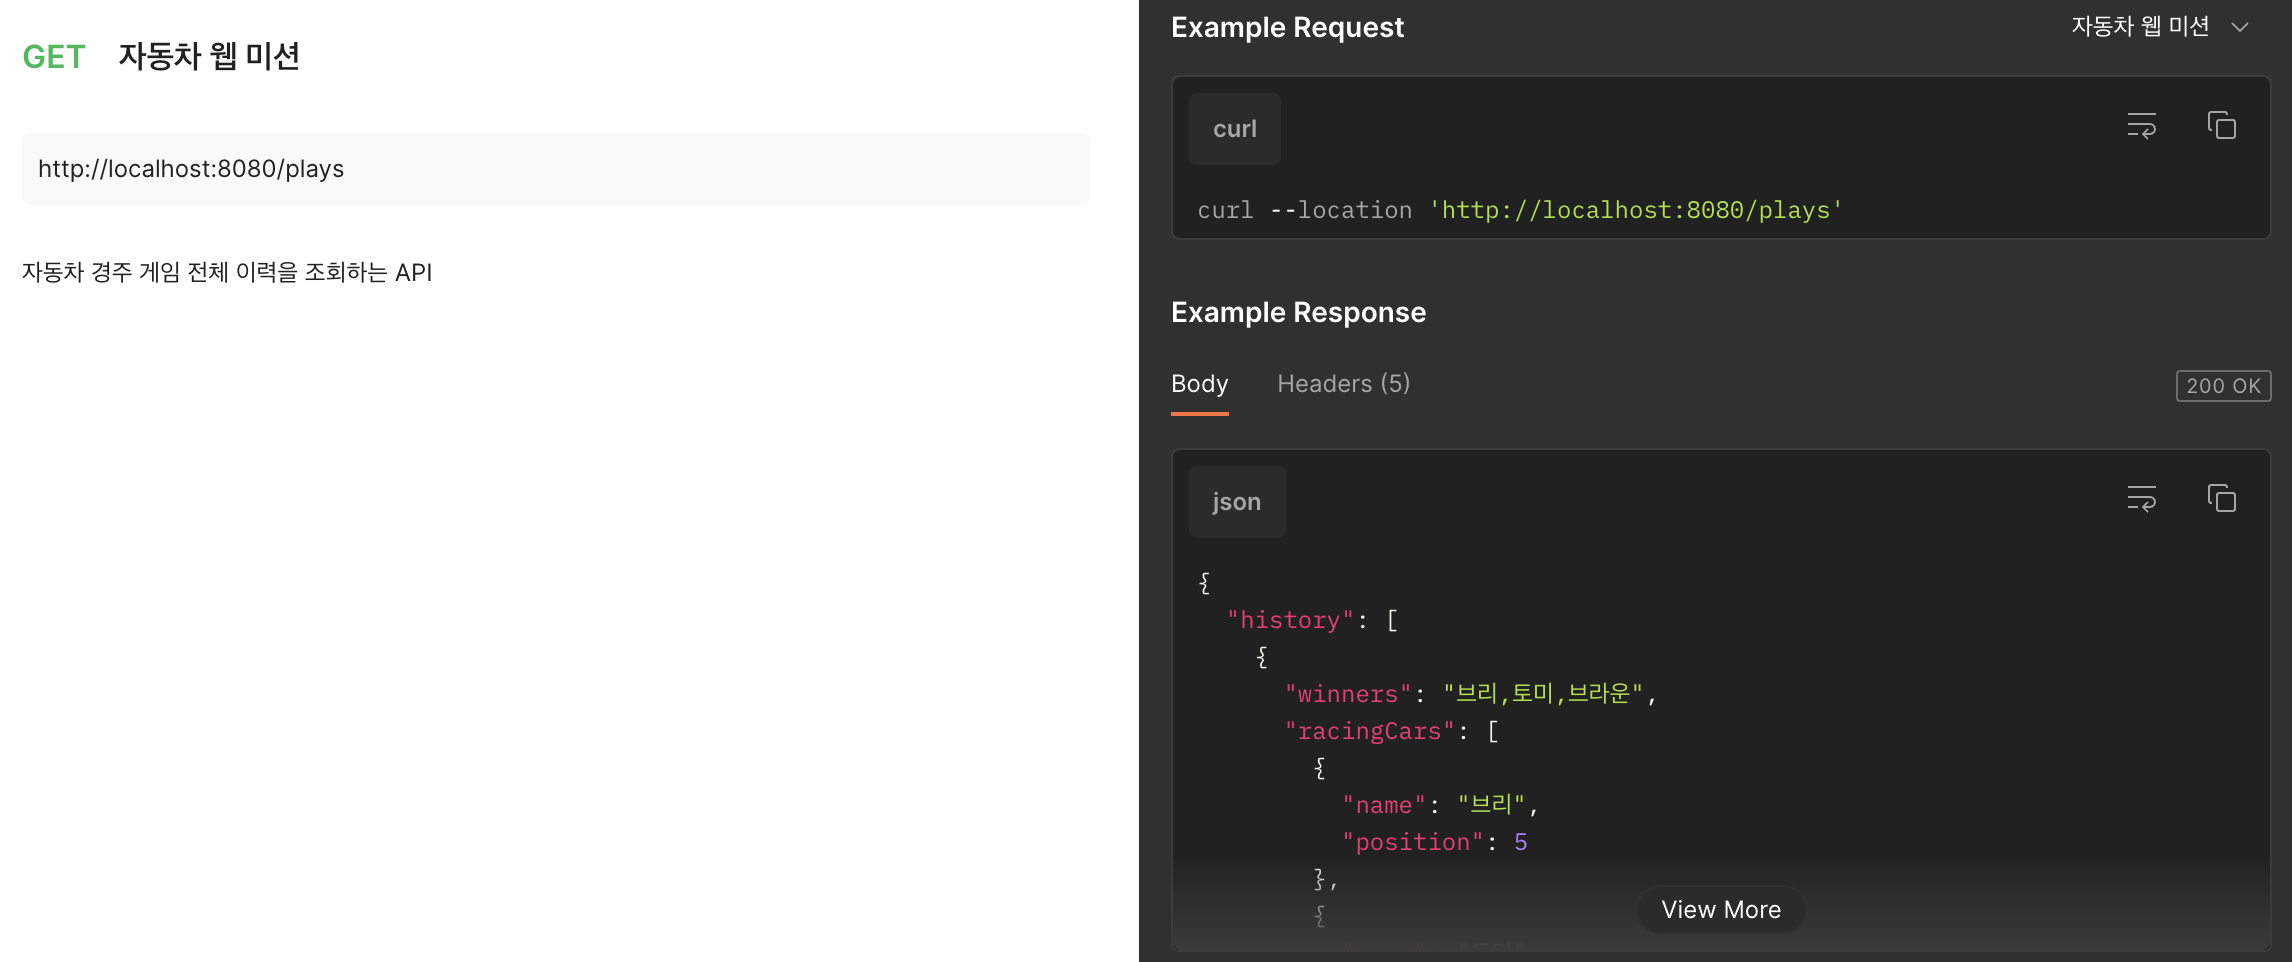 GET 자동차 웹 미션
http://localhost:8080/plays
자동차 경주 게임 전체 이력을 조회하는 API
Example Request
자동차 웹 미션
curl
curl --location 'http://localhost:8080/plays'
Example Response
Body Headers (5)
200 OK
json
{
"history": [
{
"winners": "브리,토미,브라운",
"racingCars": [
{
"name": "브리",
"position": 5
},
{
View More